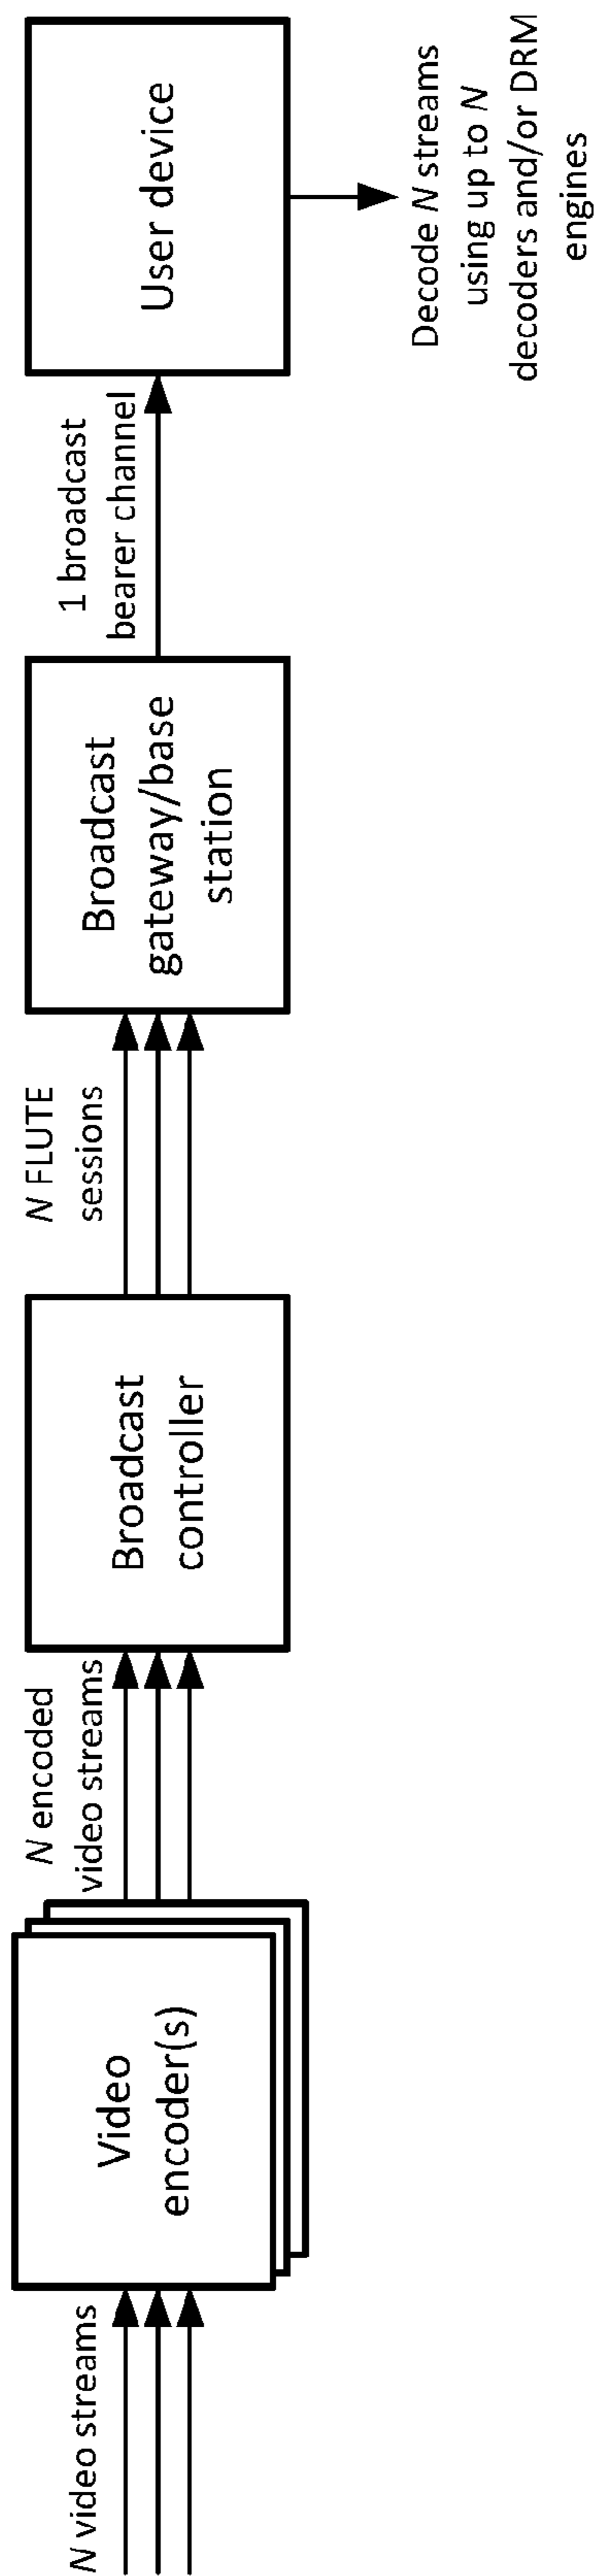 N video streams
Video
encoder(s)
N encoded
video streams
Broadcast
controller
N FLUTE
sessions
Broadcast
gateway/base
station
1 broadcast
bearer channel
User device
Decode N streams
using up to N
decoders and/or DRM
engines